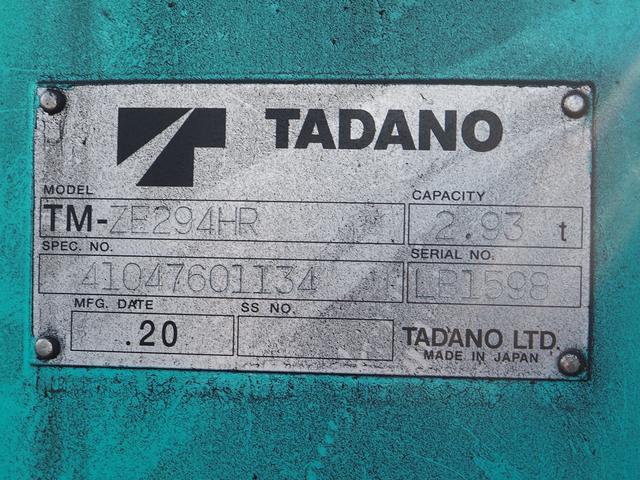 TADANO
MODEL
TM-ZE294HR
CAPACITY
2.93 t
SPEC. NO.
41047601134
SERIAL NO.
LB1598
MFG. DATE
.20
SS NO.
TADANO LTD.
MADE IN JAPAN